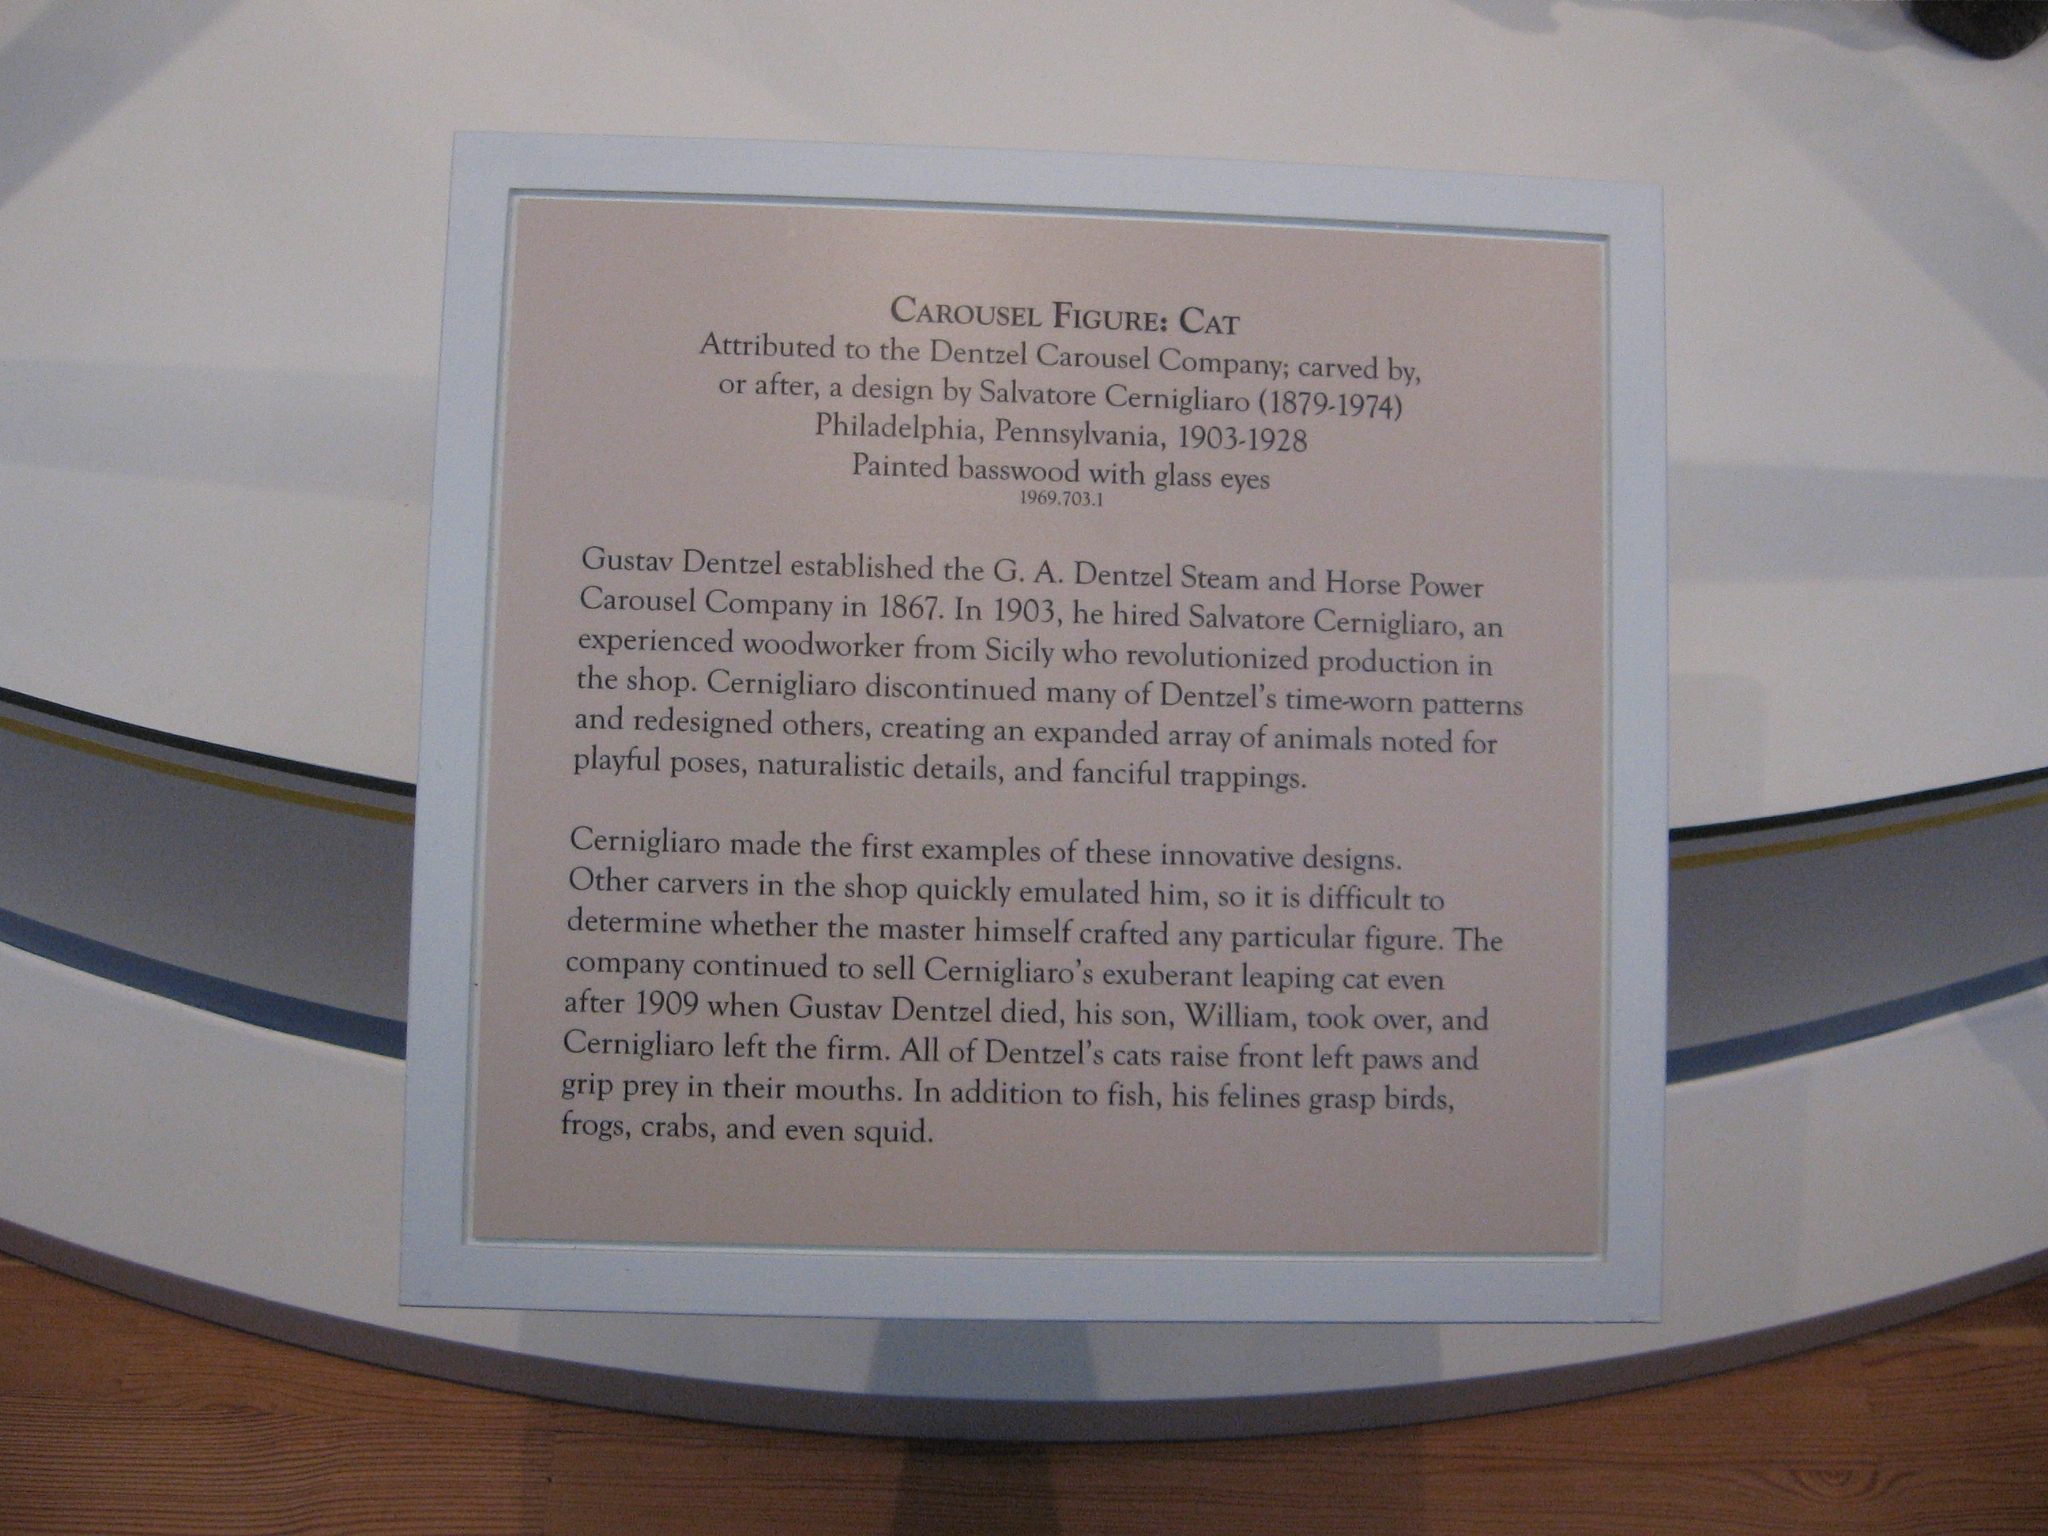 CAROUSEL FIGURE: CAT
Attributed to the Dentzel Carousel Company; carved by,
or after, a design by Salvatore Cernigliaro (1879-1974)
Philadelphia, Pennsylvania, 1903-1928
Painted basswood with glass eyes
1969.703.1
Gustav Dentzel established the G. A. Dentzel Steam and Horse Power
Carousel Company in 1867. In 1903, he hired Salvatore Cernigliaro, an
experienced woodworker from Sicily who revolutionized production in
the shop. Cernigliaro discontinued many of Dentzel's time-worn patterns
and redesigned others, creating an expanded array of animals noted for
playful poses, naturalistic details, and fanciful trappings.
Cernigliaro made the first examples of these innovative designs.
Other carvers in the shop quickly emulated him, so it is difficult to
determine whether the master himself crafted any particular figure. The
company continued to sell Cernigliaro's exuberant leaping cat even
after 1909 when Gustav Dentzel died, his son, William, took over, and
Cernigliaro left the firm. All of Dentzel's cats raise front left paws and
grip prey in their mouths. In addition to fish, his felines grasp birds,
frogs, crabs, and even squid.